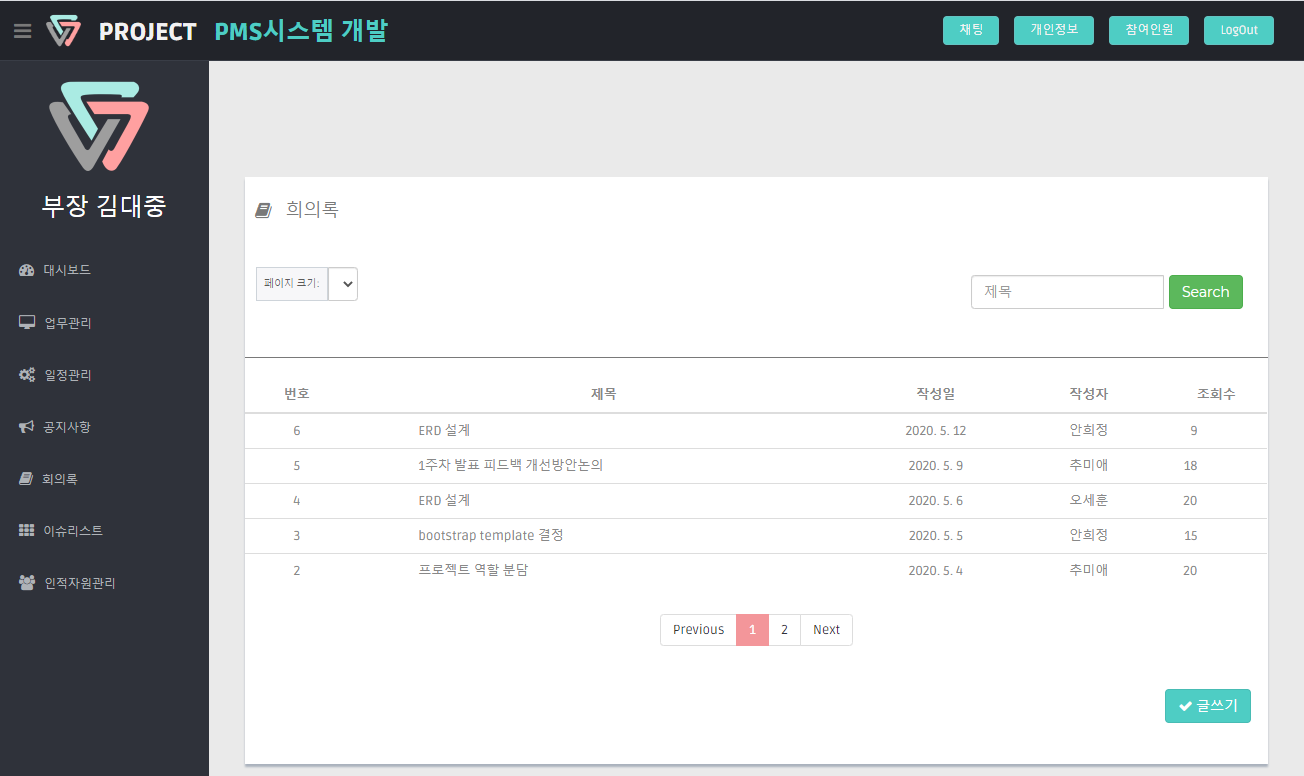 PROJECT PMS시스템 개발 채팅 개인정보 참여인원 LogOut
부장 김대중
대시보드
업무관리
일정관리
공지사항
회의록
이슈리스트
인적자원관리
회의록
페이지 크기:
제목 Search
번호 제목 작성일 작성자 조회수
6 ERD 설계 2020. 5. 12 안희정 9
5 1주차 발표 피드백 개선방안논의 2020. 5. 9 추미애 18
4 ERD 설계 2020. 5. 6 오세훈 20
3 bootstrap template 결정 2020. 5. 5 안희정 15
2 프로젝트 역할 분담 2020. 5. 4 추미애 20
Previous 1 2 Next
글쓰기